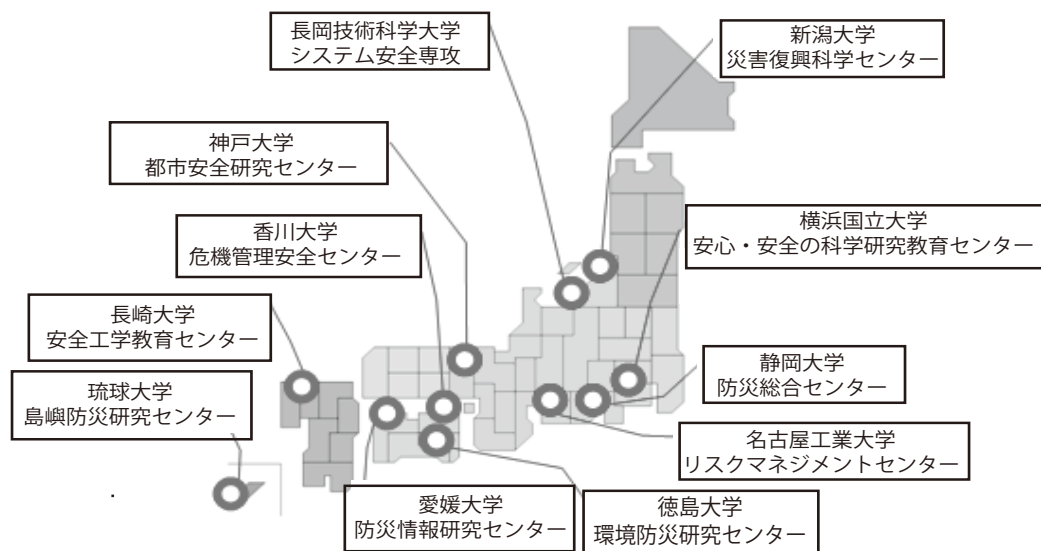 長岡技術科学大学
システム安全専攻
新潟大学
災害復興科学センター
神戸大学
都市安全研究センター
香川大学
危機管理安全センター
横浜国立大学
安心・安全の科学研究教育センター
長崎大学
安全工学教育センター
静岡大学
防災総合センター
琉球大学
島嶼防災研究センター
名古屋工業大学
リスクマネジメントセンター
愛媛大学
防災情報研究センター
徳島大学
環境防災研究センター